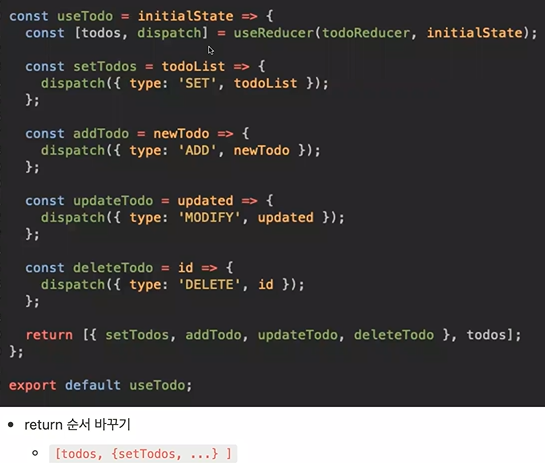 const useTodo = initialState => {
const [todos, dispatch] = useReducer(todoReducer, initialState);
const setTodos = todoList => {
dispatch({ type: 'SET', todoList });
};
const addTodo = newTodo => {
dispatch({ type: 'ADD', newTodo });
};
const updateTodo = updated => {
dispatch({ type: 'MODIFY', updated });
};
const deleteTodo = id => {
dispatch({ type: 'DELETE', id });
};
return [{ setTodos, addTodo, updateTodo, deleteTodo }, todos];
};
export default useTodo;
return 순서 바꾸기
[todos, {setTodos, ...} ]